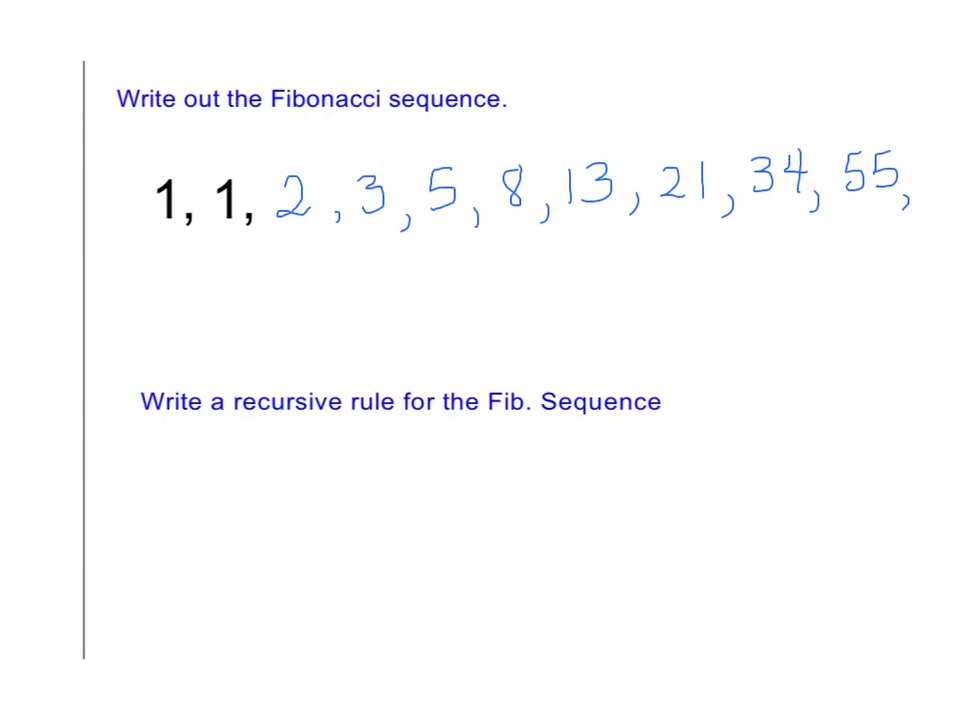 Write out the Fibonacci sequence.
1, 1, 2, 3, 5, 8, 13, 21, 34, 55,
Write a recursive rule for the Fib. Sequence